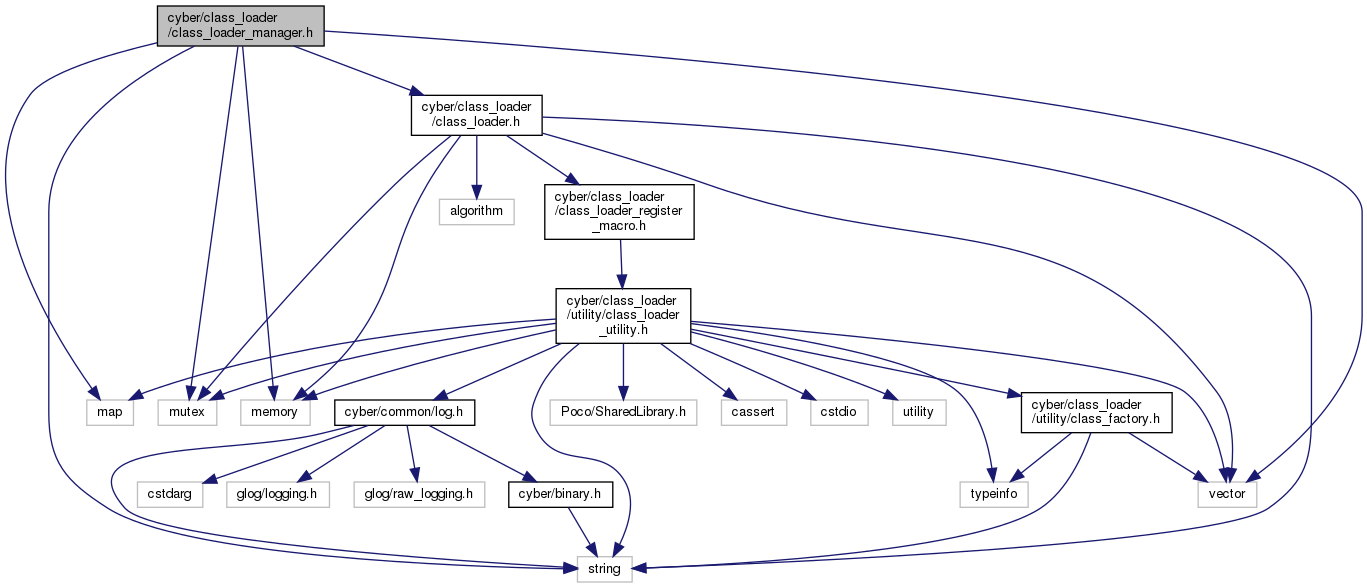 cyber/class_loader
/class_loader_manager.h
cyber/class_loader
/class_loader.h
algorithm
cyber/class_loader
/class_loader_register
_macro.h
cyber/class_loader
/utility/class_loader
_utility.h
map
mutex
memory
cyber/common/log.h
Poco/SharedLibrary.h
cassert
cstdio
utility
cyber/class_loader
/utility/class_factory.h
cstdarg
glog/logging.h
glog/raw_logging.h
cyber/binary.h
typeinfo
vector
string